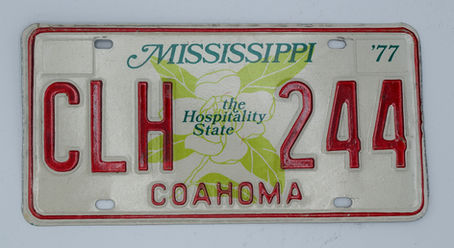 MISSISSIPPI '77
the
Hospitality
State
CLH 244
COAHOMA